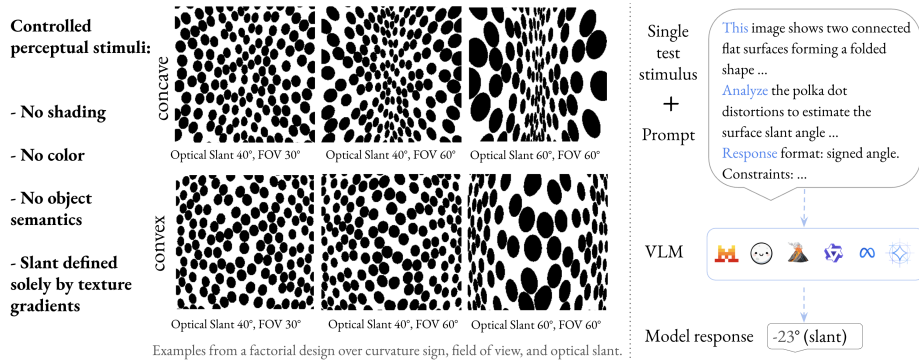 Controlled
perceptual stimuli:
- No shading
- No color
- No object
semantics
- Slant defined
solely by texture
gradients
concave
Optical Slant 40°, FOV 30°
Optical Slant 40°, FOV 60°
Optical Slant 60°, FOV 60°
convex
Optical Slant 40°, FOV 30°
Optical Slant 40°, FOV 60°
Optical Slant 60°, FOV 60°
Examples from a factorial design over curvature sign, field of view, and optical slant.
Single
test
stimulus
+
Prompt
This image shows two connected
flat surfaces forming a folded
shape ...
Analyze the polka dot
distortions to estimate the
surface slant angle ...
Response format: signed angle.
Constraints: ...
VLM
Model response
-23° (slant)